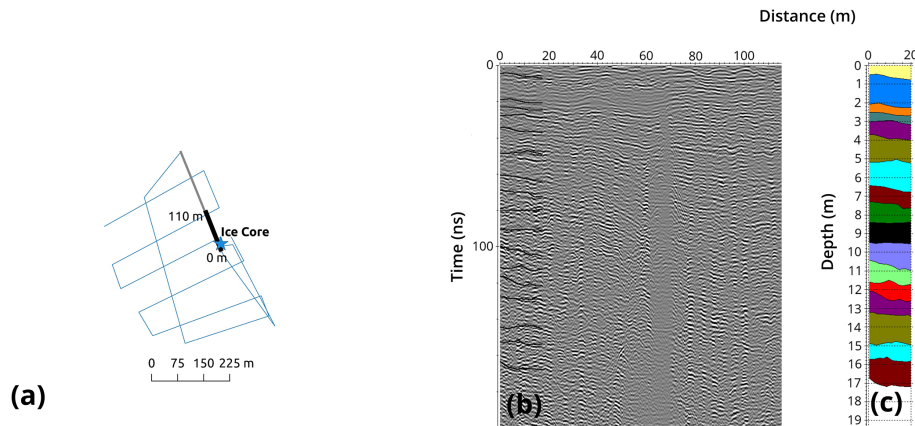 Distance (m)
0 20 40 60 80 100
0 20
0
100
Time (ns)
Depth (m)
0
1
2
3
4
5
6
7
8
9
10
11
12
13
14
15
16
17
18
19
110 m
Ice Core
0 m
0 75 150 225 m
(a)
(b)
(c)